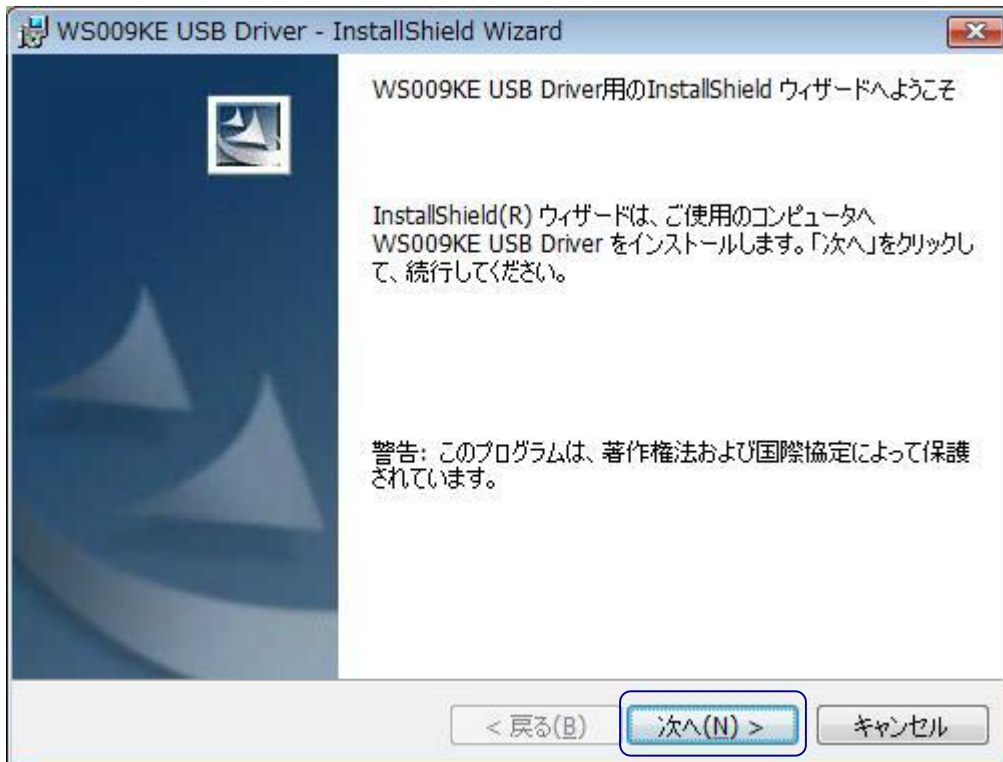 WS009KE USB Driver - InstallShield Wizard
WS009KE USB Driver用のInstallShield ウィザードへようこそ
InstallShield(R) ウィザードは、ご使用のコンピュータへ
WS009KE USB Driver をインストールします。「次へ」をクリックし
て、続行してください。
警告: このプログラムは、著作権法および国際協定によって保護
されています。
< 戻る(B)
次へ(N) >
キャンセル